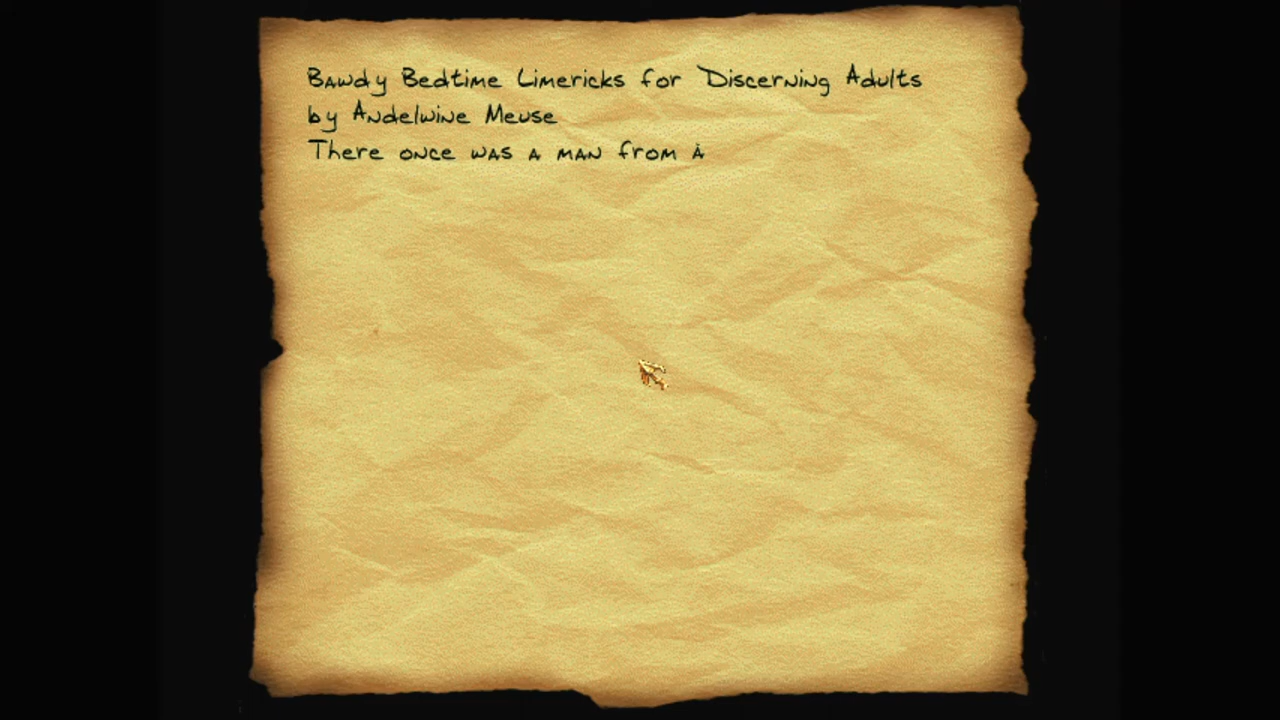 Bawdy Bedtime Limericks for Discerning Adults
by Andelwine Meuse
There once was a man from à